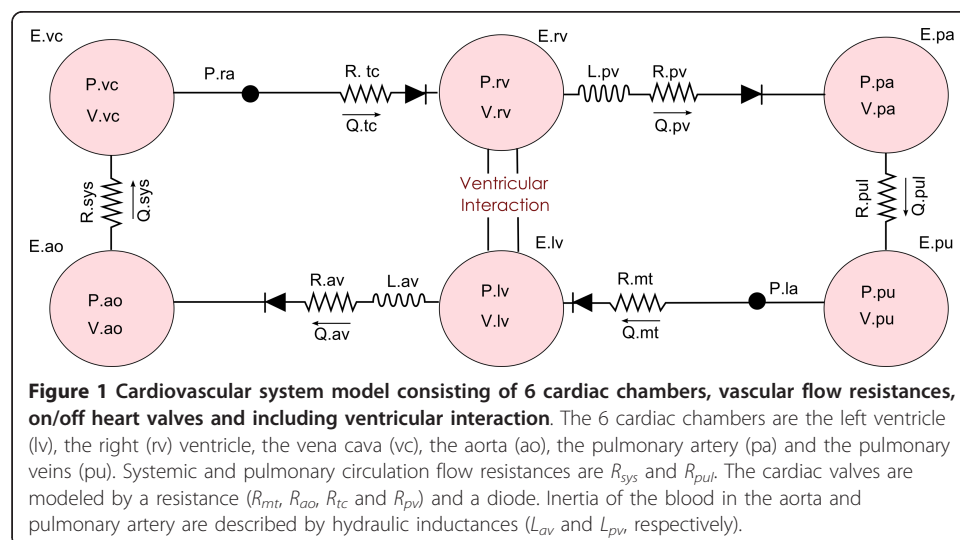 E.vc
E.rv
E.pa
P.ra
R. tc
L.pv
R.pv
P.vc
V.vc
P.rv
V.rv
P.pa
V.pa
Q.tc
Q.pv
R.sys
Q.sys
Ventricular
Interaction
R.pul
Q.pul
E.ao
E.lv
E.pu
R.av
L.av
R.mt
P.la
P.ao
V.ao
P.lv
V.lv
P.pu
V.pu
Q.av
Q.mt
Figure 1 Cardiovascular system model consisting of 6 cardiac chambers, vascular flow resistances,
on/off heart valves and including ventricular interaction. The 6 cardiac chambers are the left ventricle
(lv), the right (rv) ventricle, the vena cava (vc), the aorta (ao), the pulmonary artery (pa) and the pulmonary
veins (pu). Systemic and pulmonary circulation flow resistances are Rsys and Rpul. The cardiac valves are
modeled by a resistance (Rmt, Rao, Rtc and Rpv) and a diode. Inertia of the blood in the aorta and
pulmonary artery are described by hydraulic inductances (Lav and Lpv, respectively).